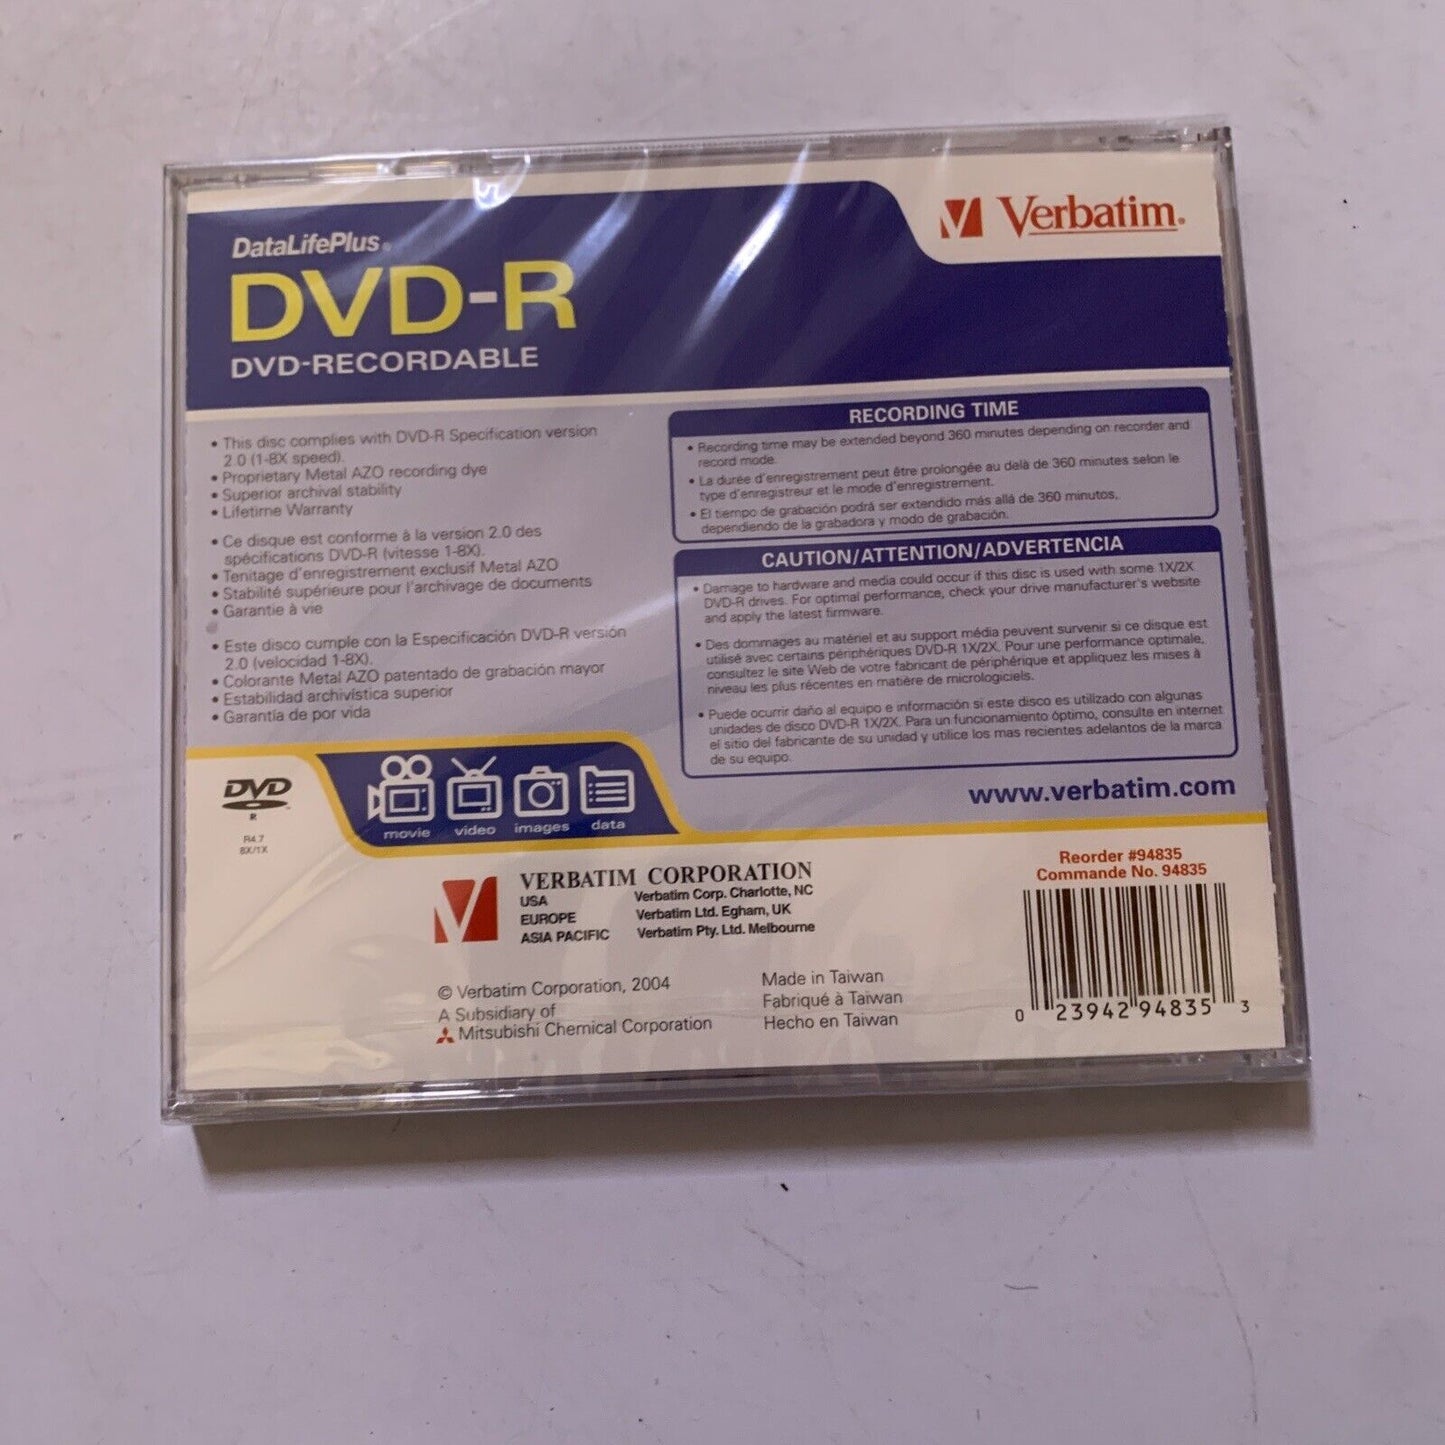 DataLifePlus®
DVD-R
DVD-RECORDABLE
Verbatim®
• This disc complies with DVD-R Specification version
2.0 (1-8X speed).
• Proprietary Metal AZO recording dye
• Superior archival stability
• Lifetime Warranty
• Ce disque est conforme à la version 2.0 des
spécifications DVD-R (vitesse 1-8X).
• Tenitage d'enregistrement exclusif Metal AZO
• Stabilité supérieure pour l'archivage de documents
• Garantie à vie
• Este disco cumple con la Especificación DVD-R versión
2.0 (velocidad 1-8X).
• Colorante Metal AZO patentado de grabación mayor
• Estabilidad archivística superior
• Garantía de por vida
RECORDING TIME
• Recording time may be extended beyond 360 minutes depending on recorder and
record mode.
• La durée d'enregistrement peut être prolongée au delà de 360 minutes selon le
type d'enregistreur et le mode d'enregistrement.
• El tiempo de grabación podrá ser extendido más allá de 360 minutos,
dependiendo de la grabadora y modo de grabación.
CAUTION/ATTENTION/ADVERTENCIA
• Damage to hardware and media could occur if this disc is used with some 1X/2X
DVD-R drives. For optimal performance, check your drive manufacturer's website
and apply the latest firmware.
• Des dommages au matériel et au support média peuvent survenir si ce disque est
utilisé avec certains périphériques DVD-R 1X/2X. Pour une performance optimale,
consultez le site Web de votre fabricant de périphérique et appliquez les mises à
niveau les plus récentes en matière de micrologiciels.
• Puede ocurrir daño al equipo e información si este disco es utilizado con algunas
unidades de disco DVD-R 1X/2X. Para un funcionamiento óptimo, consulte en internet
el sitio del fabricante de su unidad y utilice los mas recientes adelantos de la marca
de su equipo.
www.verbatim.com
DVD
R
R4.7
8X/1X
movie video images data
VERBATIM CORPORATION
USA Verbatim Corp. Charlotte, NC
EUROPE Verbatim Ltd. Egham, UK
ASIA PACIFIC Verbatim Pty. Ltd. Melbourne
© Verbatim Corporation, 2004
A Subsidiary of
Mitsubishi Chemical Corporation
Made in Taiwan
Fabriqué à Taiwan
Hecho en Taiwan
Reorder #94835
Commande No. 94835
0 23942 94835 3